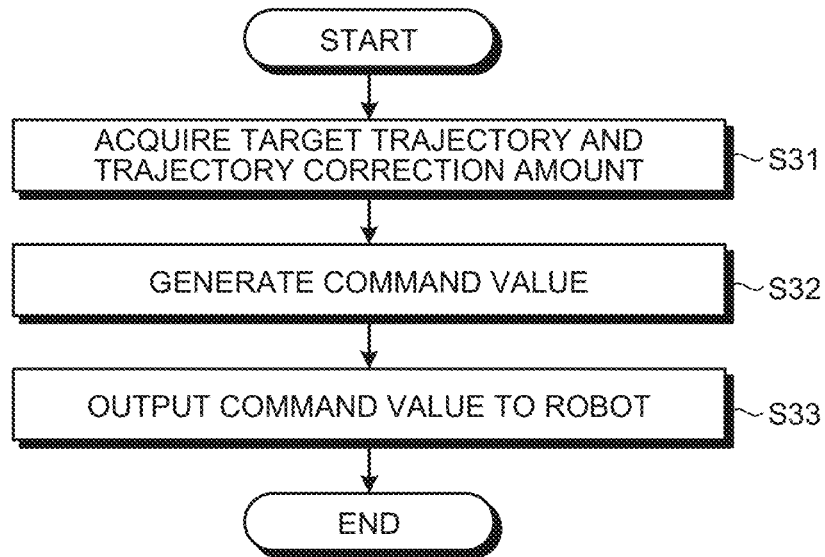 START
ACQUIRE TARGET TRAJECTORY AND
TRAJECTORY CORRECTION AMOUNT
S31
GENERATE COMMAND VALUE
S32
OUTPUT COMMAND VALUE TO ROBOT
S33
END